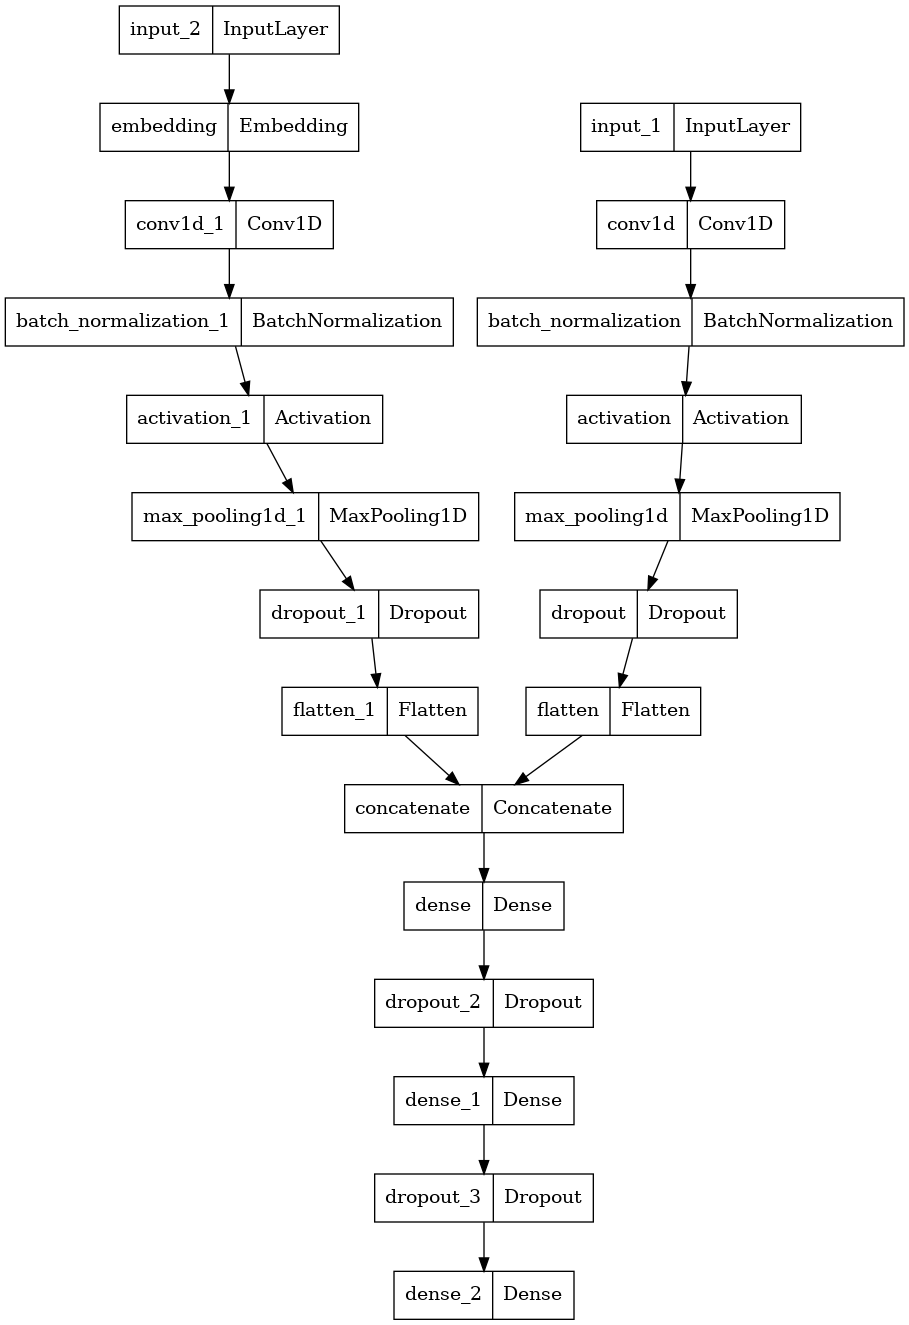 input_2 InputLayer
embedding Embedding
input_1 InputLayer
conv1d_1 Conv1D
conv1d Conv1D
batch_normalization_1 BatchNormalization
batch_normalization BatchNormalization
activation_1 Activation
activation Activation
max_pooling1d_1 MaxPooling1D
max_pooling1d MaxPooling1D
dropout_1 Dropout
dropout Dropout
flatten_1 Flatten
flatten Flatten
concatenate Concatenate
dense Dense
dropout_2 Dropout
dense_1 Dense
dropout_3 Dropout
dense_2 Dense